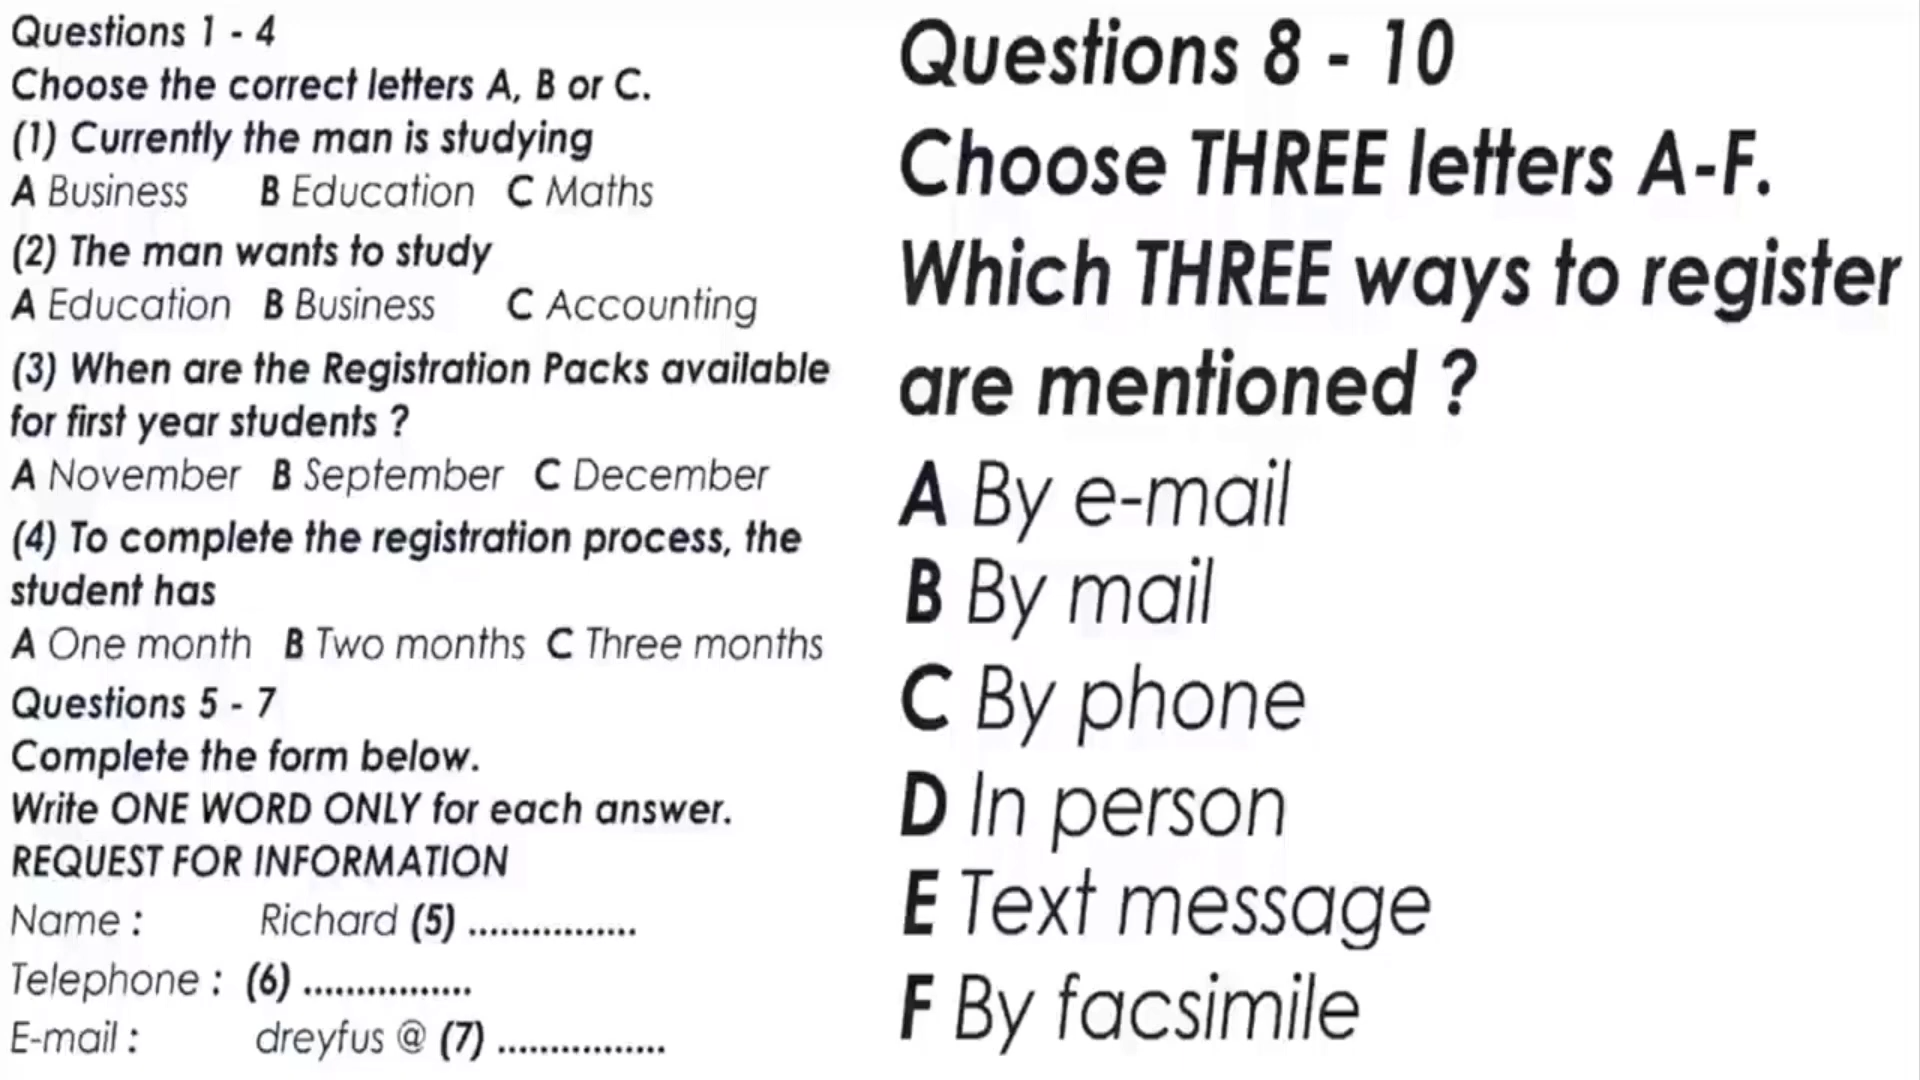 Questions 1 - 4
Choose the correct letters A, B or C.
(1) Currently the man is studying
A Business B Education C Maths
(2) The man wants to study
A Education B Business C Accounting
(3) When are the Registration Packs available
for first year students ?
A November B September C December
(4) To complete the registration process, the
student has
A One month B Two months C Three months
Questions 5 - 7
Complete the form below.
Write ONE WORD ONLY for each answer.
REQUEST FOR INFORMATION
Name : Richard (5) ................
Telephone : (6) ................
E-mail : dreyfus @ (7) ................
Questions 8 - 10
Choose THREE letters A-F.
Which THREE ways to register
are mentioned ?
A By e-mail
B By mail
C By phone
D In person
E Text message
F By facsimile